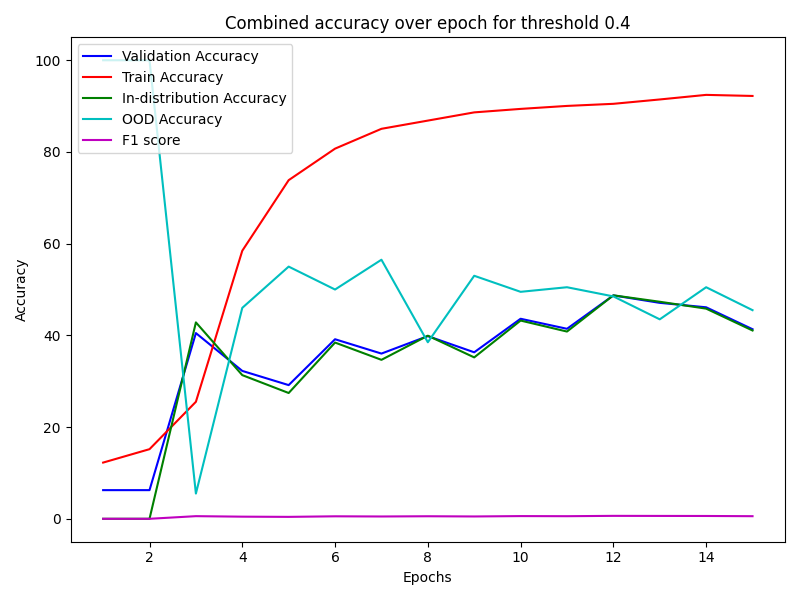 Combined accuracy over epoch for threshold 0.4
Validation Accuracy
Train Accuracy
In-distribution Accuracy
OOD Accuracy
F1 score
100
80
60
40
20
0
Accuracy
2 4 6 8 10 12 14
Epochs